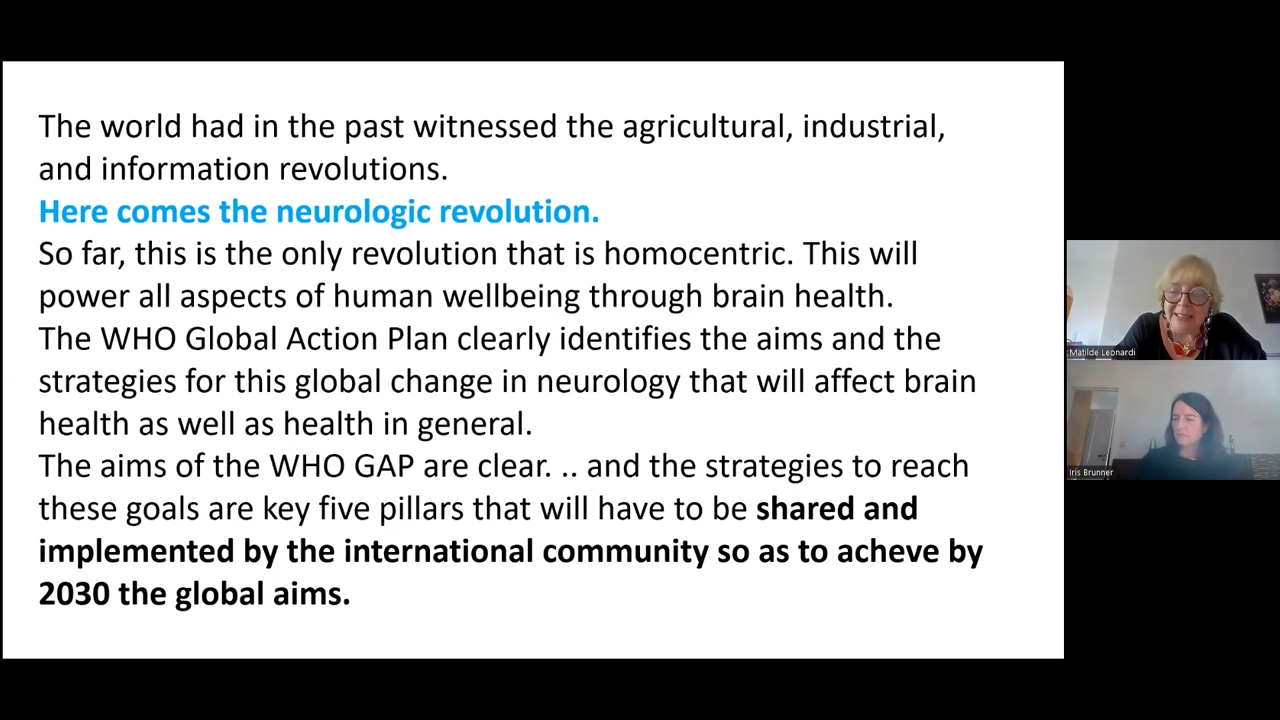 The world had in the past witnessed the agricultural, industrial,
and information revolutions.
Here comes the neurologic revolution.
So far, this is the only revolution that is homocentric. This will
power all aspects of human wellbeing through brain health.
The WHO Global Action Plan clearly identifies the aims and the
strategies for this global change in neurology that will affect brain
health as well as health in general.
The aims of the WHO GAP are clear. .. and the strategies to reach
these goals are key five pillars that will have to be shared and
implemented by the international community so as to acheve by
2030 the global aims.
Matilde Leonardi
Iris Brunner